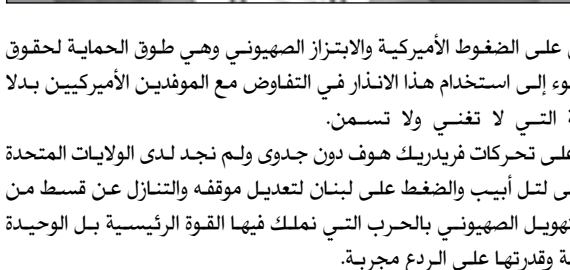 على الضغوط الأميركية والابتزاز الصهيوني وهي طوق الحماية لحقوق
إلى استخدام هذا الانذار في التفاوض مع الموفدين الأميركيين بدلا
التي لا تغني ولا تسمن.
على تحركات فريدريك هوف دون جدوى ولم نجد لدى الولايات المتحدة
لتل أبيب والضغط على لبنان لتعديل موقفه والتنازل عن قسط من
الصهيوني بالحرب التي نملك فيها القوة الرئيسية بل الوحيدة
وقدرتها على الردع مجربة.